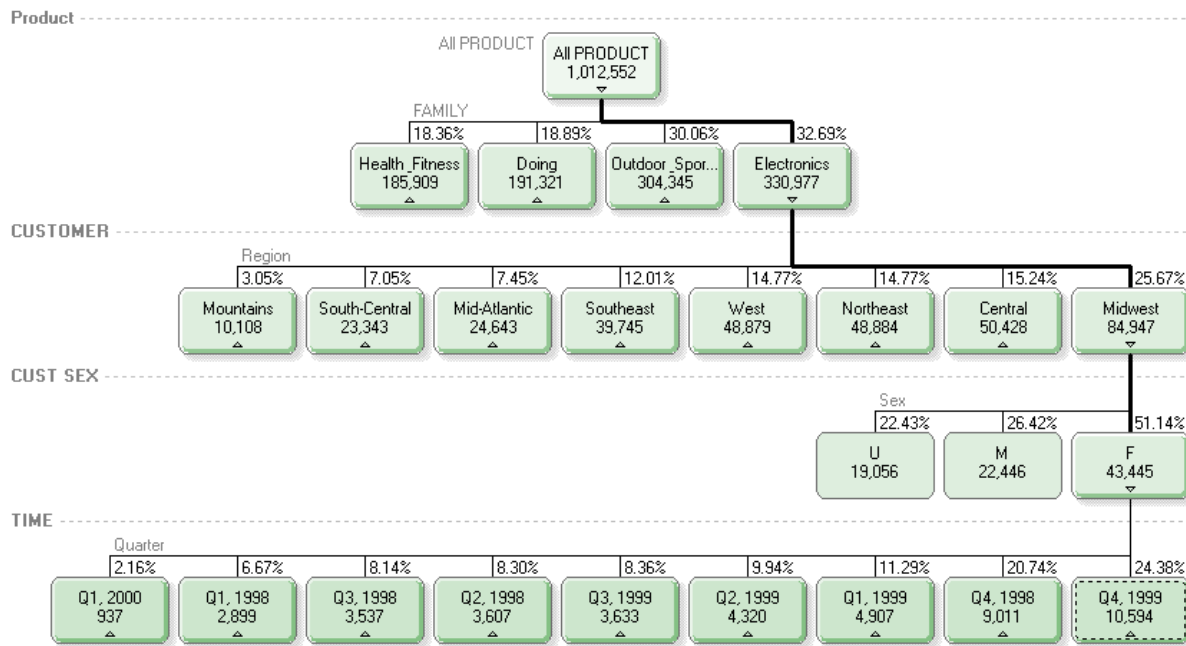 Product
All PRODUCT
All PRODUCT
1,012,552
FAMILY
18.36% 18.89% 30.06% 32.69%
Health_Fitness Doing Outdoor_Spor... Electronics
185,909 191,321 304,345 330,977
CUSTOMER
Region
3.05% 7.05% 7.45% 12.01% 14.77% 14.77% 15.24% 25.67%
Mountains South-Central Mid-Atlantic Southeast West Northeast Central Midwest
10,108 23,343 24,643 39,745 48,879 48,884 50,428 84,947
CUST SEX
Sex
22.43% 26.42% 51.14%
U M F
19,056 22,446 43,445
TIME
Quarter
2.16% 6.67% 8.14% 8.30% 8.36% 9.94% 11.29% 20.74% 24.38%
Q1, 2000 Q1, 1998 Q3, 1998 Q2, 1998 Q3, 1999 Q2, 1999 Q1, 1999 Q4, 1998 Q4, 1999
937 2,899 3,537 3,607 3,633 4,320 4,907 9,011 10,594